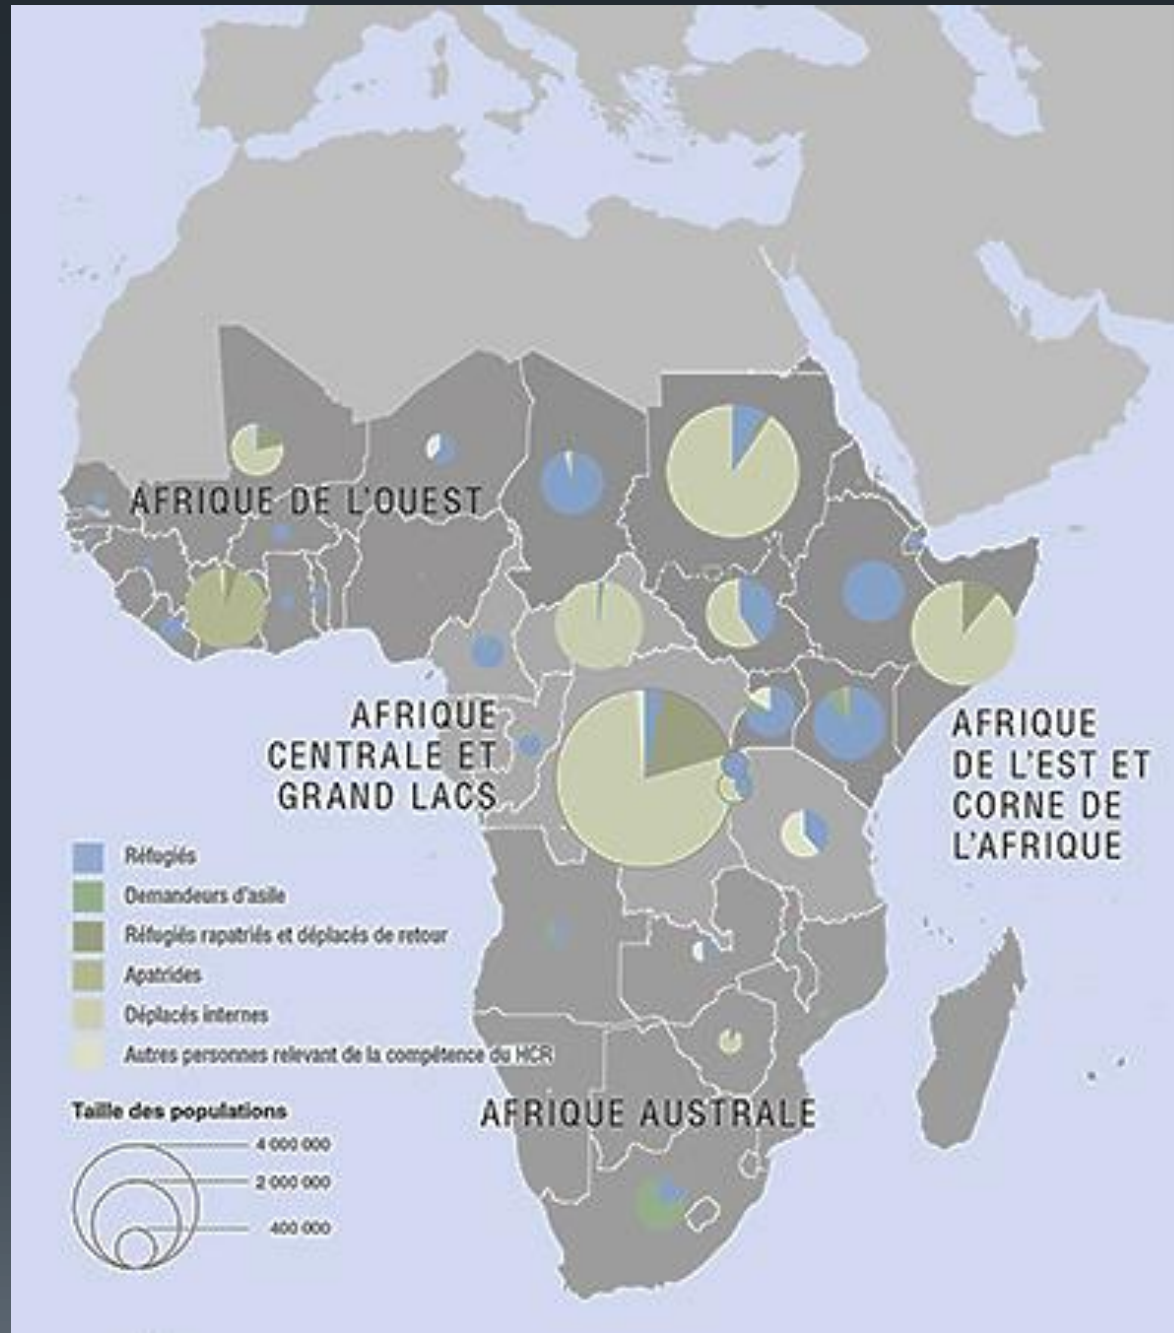 AFRIQUE DE L'OUEST
AFRIQUE
CENTRALE ET
GRAND LACS
AFRIQUE
DE L'EST ET
CORNE DE
L'AFRIQUE
Réfugiés
Demandeurs d'asile
Réfugiés rapatriés et déplacés de retour
Apatrides
Déplacés internes
Autres personnes relevant de la compétence du HCR
Taille des populations
4 000 000
2 000 000
400 000
AFRIQUE AUSTRALE